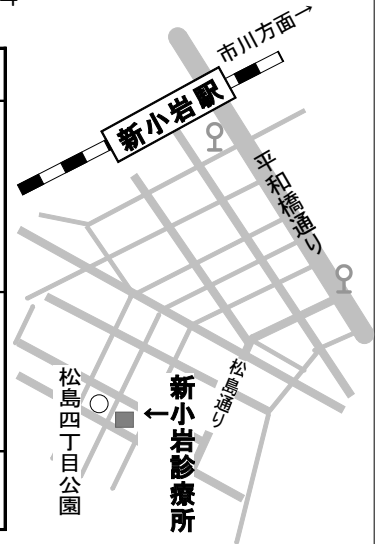 市川方面→
新小岩駅
平和橋通り
松島通り
←新小岩診療所
松島四丁目公園